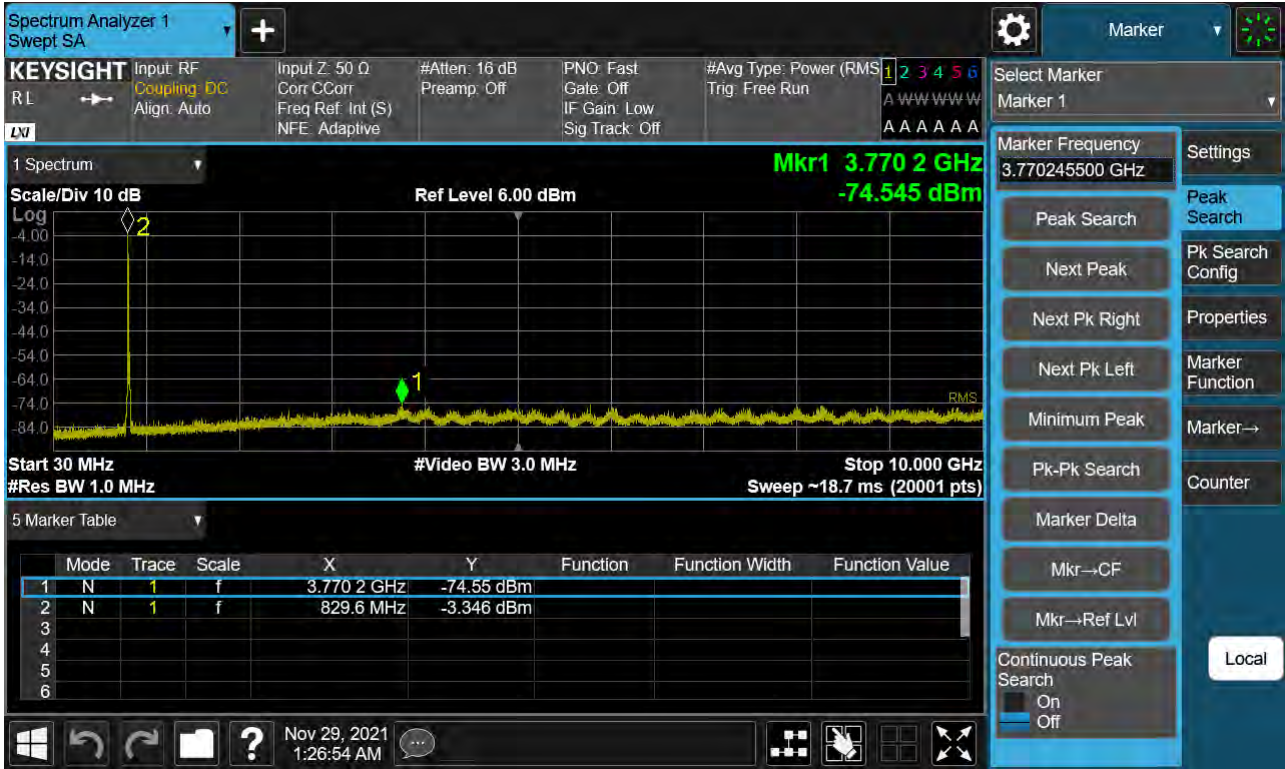 Spectrum Analyzer 1
Swept SA
+
Marker
KEYSIGHT
R L
LXI
Input: RF
Coupling: DC
Align: Auto
Input Z: 50 Ω
Corr CCorr
Freq Ref: Int (S)
NFE: Adaptive
#Atten: 16 dB
Preamp: Off
PNO: Fast
Gate: Off
IF Gain: Low
Sig Track: Off
#Avg Type: Power (RMS
Trig: Free Run
1 2 3 4 5 6
A W W W W W
A A A A A A
Select Marker
Marker 1
1 Spectrum
Mkr1 3.770 2 GHz
Scale/Div 10 dB
Ref Level 6.00 dBm
-74.545 dBm
Log
-4.00
-14.0
-24.0
-34.0
-44.0
-54.0
-64.0
-74.0
-84.0
2
1
RMS
Start 30 MHz
#Video BW 3.0 MHz
Stop 10.000 GHz
#Res BW 1.0 MHz
Sweep ~18.7 ms (20001 pts)
5 Marker Table
Mode Trace Scale X Y Function Function Width Function Value
1 N 1 f 3.770 2 GHz -74.55 dBm
2 N 1 f 829.6 MHz -3.346 dBm
3
4
5
6
Marker Frequency
3.770245500 GHz
Peak Search
Next Peak
Next Pk Right
Next Pk Left
Minimum Peak
Pk-Pk Search
Marker Delta
Mkr→CF
Mkr→Ref Lvl
Continuous Peak
Search
On
Off
Settings
Peak
Search
Pk Search
Config
Properties
Marker
Function
Marker→
Counter
Local
?
Nov 29, 2021
1:26:54 AM